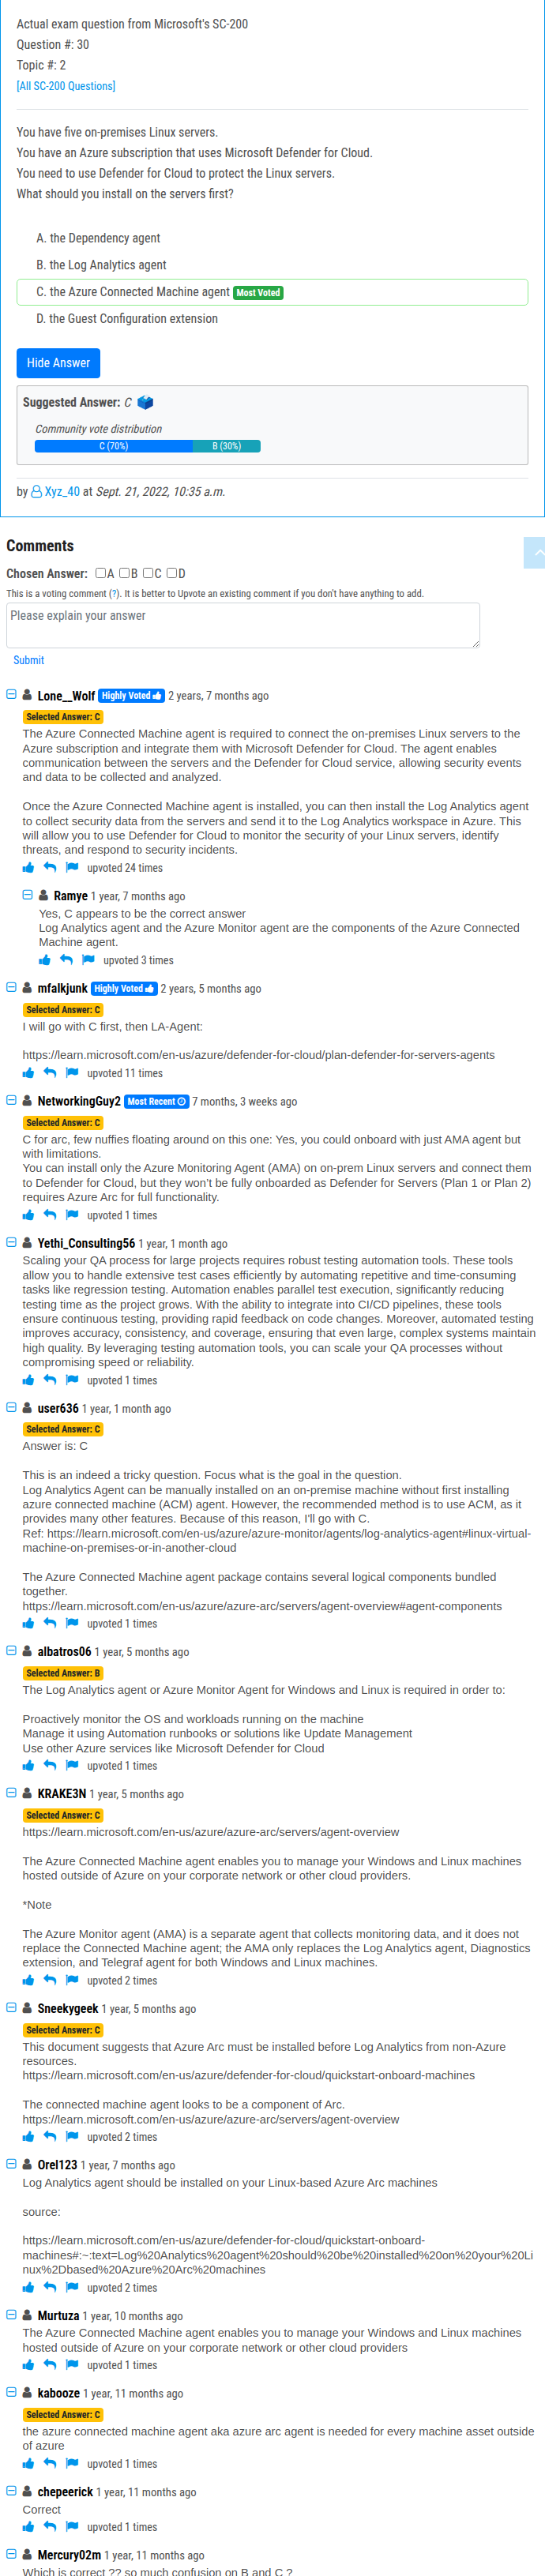 Actual exam question from Microsoft's SC-200
Question #: 30
Topic #: 2
[All SC-200 Questions]
You have five on-premises Linux servers.
You have an Azure subscription that uses Microsoft Defender for Cloud.
You need to use Defender for Cloud to protect the Linux servers.
What should you install on the servers first?
A. the Dependency agent
B. the Log Analytics agent
C. the Azure Connected Machine agent Most Voted
D. the Guest Configuration extension
Hide Answer
Suggested Answer: C
Community vote distribution
C (70%) B (30%)
by Xyz_40 at Sept. 21, 2022, 10:35 a.m.
Comments
Chosen Answer: A B C D
This is a voting comment (?). It is better to Upvote an existing comment if you don't have anything to add.
Please explain your answer
Submit
Lone__Wolf Highly Voted 2 years, 7 months ago
Selected Answer: C
The Azure Connected Machine agent is required to connect the on-premises Linux servers to the
Azure subscription and integrate them with Microsoft Defender for Cloud. The agent enables
communication between the servers and the Defender for Cloud service, allowing security events
and data to be collected and analyzed.
Once the Azure Connected Machine agent is installed, you can then install the Log Analytics agent
to collect security data from the servers and send it to the Log Analytics workspace in Azure. This
will allow you to use Defender for Cloud to monitor the security of your Linux servers, identify
threats, and respond to security incidents.
upvoted 24 times
Ramye 1 year, 7 months ago
Yes, C appears to be the correct answer
Log Analytics agent and the Azure Monitor agent are the components of the Azure Connected
Machine agent.
upvoted 3 times
mfalkjunk Highly Voted 2 years, 5 months ago
Selected Answer: C
I will go with C first, then LA-Agent:
https://learn.microsoft.com/en-us/azure/defender-for-cloud/plan-defender-for-servers-agents
upvoted 11 times
NetworkingGuy2 Most Recent 7 months, 3 weeks ago
Selected Answer: C
C for arc, few nuffies floating around on this one: Yes, you could onboard with just AMA agent but
with limitations.
You can install only the Azure Monitoring Agent (AMA) on on-prem Linux servers and connect them
to Defender for Cloud, but they won't be fully onboarded as Defender for Servers (Plan 1 or Plan 2)
requires Azure Arc for full functionality.
upvoted 1 times
Yethi_Consulting56 1 year, 1 month ago
Scaling your QA process for large projects requires robust testing automation tools. These tools
allow you to handle extensive test cases efficiently by automating repetitive and time-consuming
tasks like regression testing. Automation enables parallel test execution, significantly reducing
testing time as the project grows. With the ability to integrate into CI/CD pipelines, these tools
ensure continuous testing, providing rapid feedback on code changes. Moreover, automated testing
improves accuracy, consistency, and coverage, ensuring that even large, complex systems maintain
high quality. By leveraging testing automation tools, you can scale your QA processes without
compromising speed or reliability.
upvoted 1 times
user636 1 year, 1 month ago
Selected Answer: C
Answer is: C
This is an indeed a tricky question. Focus what is the goal in the question.
Log Analytics Agent can be manually installed on an on-premise machine without first installing
azure connected machine (ACM) agent. However, the recommended method is to use ACM, as it
provides many other features. Because of this reason, I'll go with C.
Ref: https://learn.microsoft.com/en-us/azure/azure-monitor/agents/log-analytics-agent#linux-virtual-
machine-on-premises-or-in-another-cloud
The Azure Connected Machine agent package contains several logical components bundled
together.
https://learn.microsoft.com/en-us/azure/azure-arc/servers/agent-overview#agent-components
upvoted 1 times
albatros06 1 year, 5 months ago
Selected Answer: B
The Log Analytics agent or Azure Monitor Agent for Windows and Linux is required in order to:
Proactively monitor the OS and workloads running on the machine
Manage it using Automation runbooks or solutions like Update Management
Use other Azure services like Microsoft Defender for Cloud
upvoted 1 times
KRAKE3N 1 year, 5 months ago
Selected Answer: C
https://learn.microsoft.com/en-us/azure/azure-arc/servers/agent-overview
The Azure Connected Machine agent enables you to manage your Windows and Linux machines
hosted outside of Azure on your corporate network or other cloud providers.
*Note
The Azure Monitor agent (AMA) is a separate agent that collects monitoring data, and it does not
replace the Connected Machine agent; the AMA only replaces the Log Analytics agent, Diagnostics
extension, and Telegraf agent for both Windows and Linux machines.
upvoted 2 times
Sneekygeek 1 year, 5 months ago
Selected Answer: C
This document suggests that Azure Arc must be installed before Log Analytics from non-Azure
resources.
https://learn.microsoft.com/en-us/azure/defender-for-cloud/quickstart-onboard-machines
The connected machine agent looks to be a component of Arc.
https://learn.microsoft.com/en-us/azure/azure-arc/servers/agent-overview
upvoted 2 times
Orel123 1 year, 7 months ago
Log Analytics agent should be installed on your Linux-based Azure Arc machines
source:
https://learn.microsoft.com/en-us/azure/defender-for-cloud/quickstart-onboard-
machines#:~:text=Log%20Analytics%20agent%20should%20be%20installed%20on%20your%20Li
nux%2Dbased%20Azure%20Arc%20machines
upvoted 2 times
Murtuza 1 year, 10 months ago
The Azure Connected Machine agent enables you to manage your Windows and Linux machines
hosted outside of Azure on your corporate network or other cloud providers
upvoted 1 times
kabooze 1 year, 11 months ago
Selected Answer: C
the azure connected machine agent aka azure arc agent is needed for every machine asset outside
of azure
upvoted 1 times
chepeerick 1 year, 11 months ago
Correct
upvoted 1 times
Mercury02m 1 year, 11 months ago
Which is correct ?? so much confusion on B and C ?